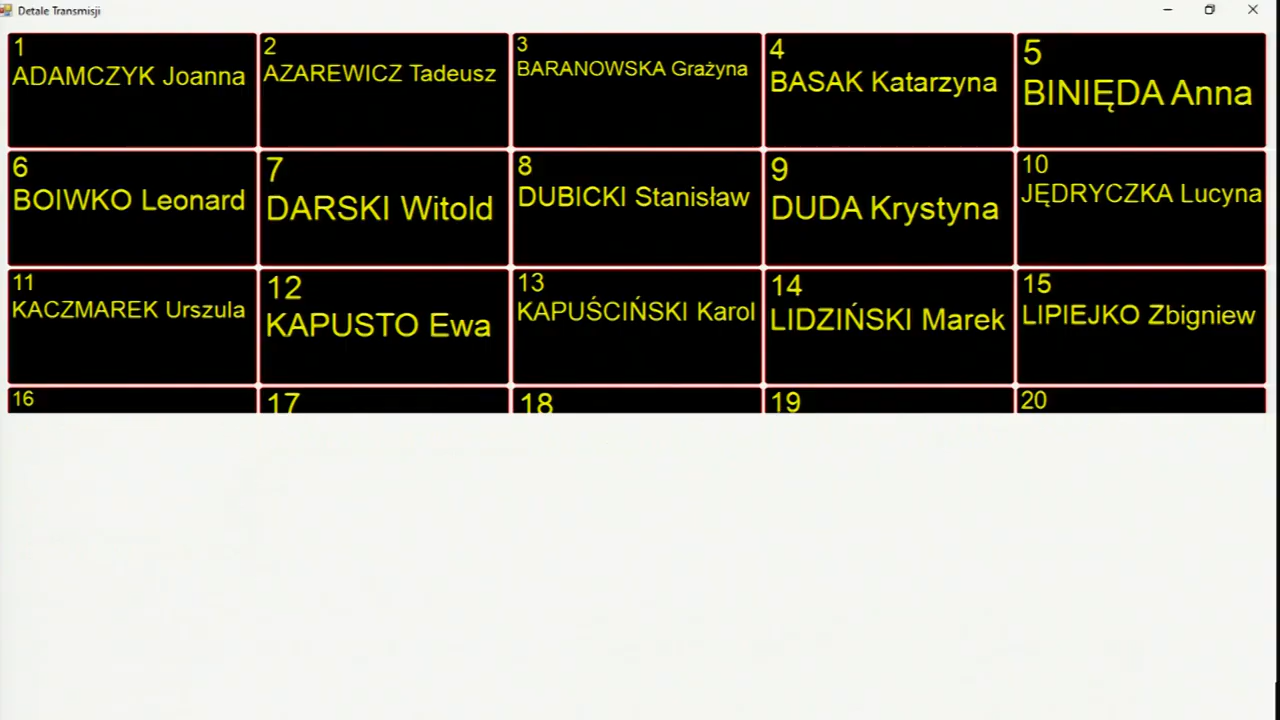 Detale Transmisji
1
ADAMCZYK Joanna
2
AZAREWICZ Tadeusz
3
BARANOWSKA Grażyna
4
BASAK Katarzyna
5
BINIĘDA Anna
6
BOIWKO Leonard
7
DARSKI Witold
8
DUBICKI Stanisław
9
DUDA Krystyna
10
JĘDRYCZKA Lucyna
11
KACZMAREK Urszula
12
KAPUSTO Ewa
13
KAPUŚCIŃSKI Karol
14
LIDZIŃSKI Marek
15
LIPIEJKO Zbigniew
16
17
18
19
20